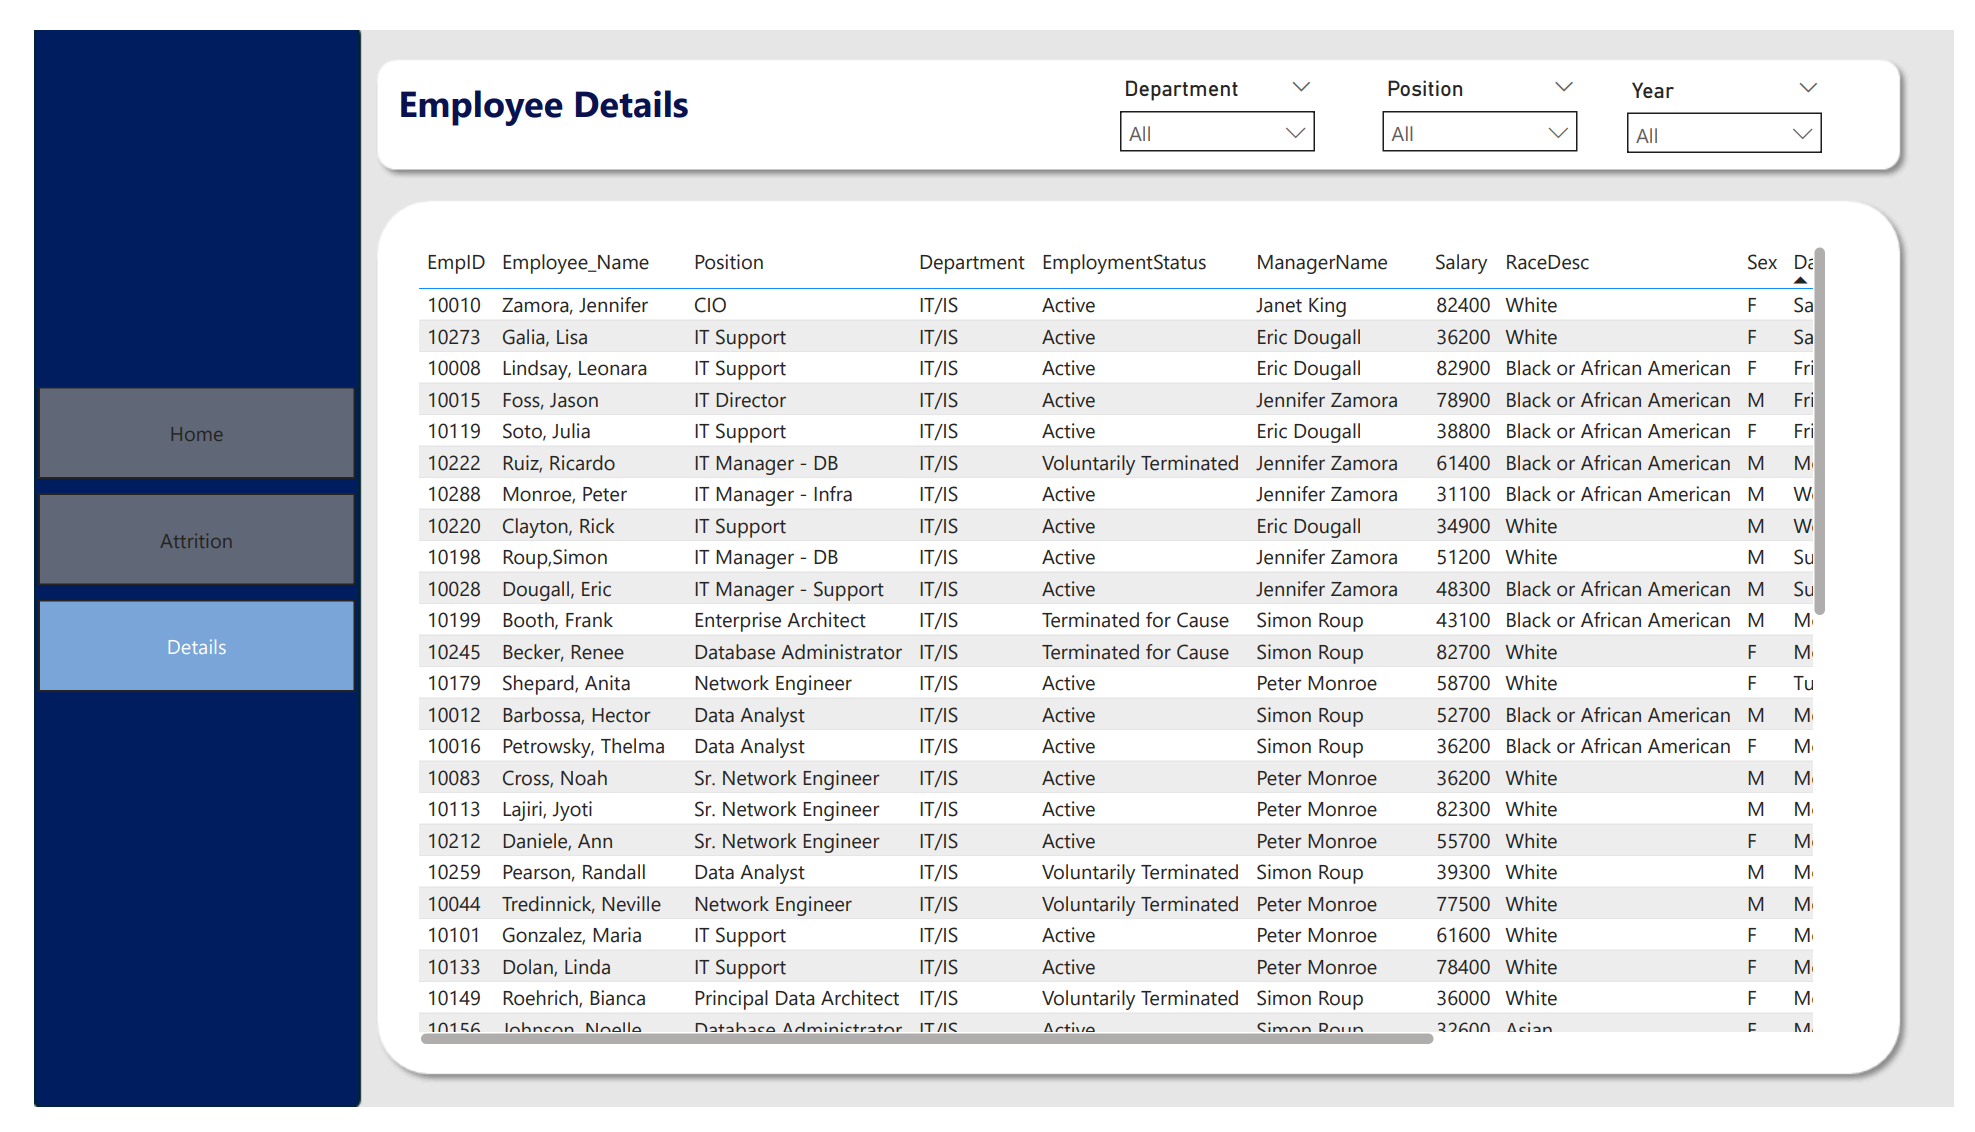 Employee Details
Department
Position
Year
All
All
All
Home
Attrition
Details
EmpID Employee_Name Position Department EmploymentStatus ManagerName Salary RaceDesc Sex Da
10010 Zamora, Jennifer CIO IT/IS Active Janet King 82400 White F Sa
10273 Galia, Lisa IT Support IT/IS Active Eric Dougall 36200 White F Sa
10008 Lindsay, Leonara IT Support IT/IS Active Eric Dougall 82900 Black or African American F Fri
10015 Foss, Jason IT Director IT/IS Active Jennifer Zamora 78900 Black or African American M Fri
10119 Soto, Julia IT Support IT/IS Active Eric Dougall 38800 Black or African American F Fri
10222 Ruiz, Ricardo IT Manager - DB IT/IS Voluntarily Terminated Jennifer Zamora 61400 Black or African American M M
10288 Monroe, Peter IT Manager - Infra IT/IS Active Jennifer Zamora 31100 Black or African American M W
10220 Clayton, Rick IT Support IT/IS Active Eric Dougall 34900 White M W
10198 Roup,Simon IT Manager - DB IT/IS Active Jennifer Zamora 51200 White M Su
10028 Dougall, Eric IT Manager - Support IT/IS Active Jennifer Zamora 48300 Black or African American M Su
10199 Booth, Frank Enterprise Architect IT/IS Terminated for Cause Simon Roup 43100 Black or African American M M
10245 Becker, Renee Database Administrator IT/IS Terminated for Cause Simon Roup 82700 White F M
10179 Shepard, Anita Network Engineer IT/IS Active Peter Monroe 58700 White F Tu
10012 Barbossa, Hector Data Analyst IT/IS Active Simon Roup 52700 Black or African American M M
10016 Petrowsky, Thelma Data Analyst IT/IS Active Simon Roup 36200 Black or African American F M
10083 Cross, Noah Sr. Network Engineer IT/IS Active Peter Monroe 36200 White M M
10113 Lajiri, Jyoti Sr. Network Engineer IT/IS Active Peter Monroe 82300 White M M
10212 Daniele, Ann Sr. Network Engineer IT/IS Active Peter Monroe 55700 White F M
10259 Pearson, Randall Data Analyst IT/IS Voluntarily Terminated Simon Roup 39300 White M M
10044 Tredinnick, Neville Network Engineer IT/IS Voluntarily Terminated Peter Monroe 77500 White M M
10101 Gonzalez, Maria IT Support IT/IS Active Peter Monroe 61600 White F M
10133 Dolan, Linda IT Support IT/IS Active Peter Monroe 78400 White F M
10149 Roehrich, Bianca Principal Data Architect IT/IS Voluntarily Terminated Simon Roup 36000 White F M
10156 Johnson, Noelle Database Administrator IT/IS Active Simon Roup 32600 Asian F M